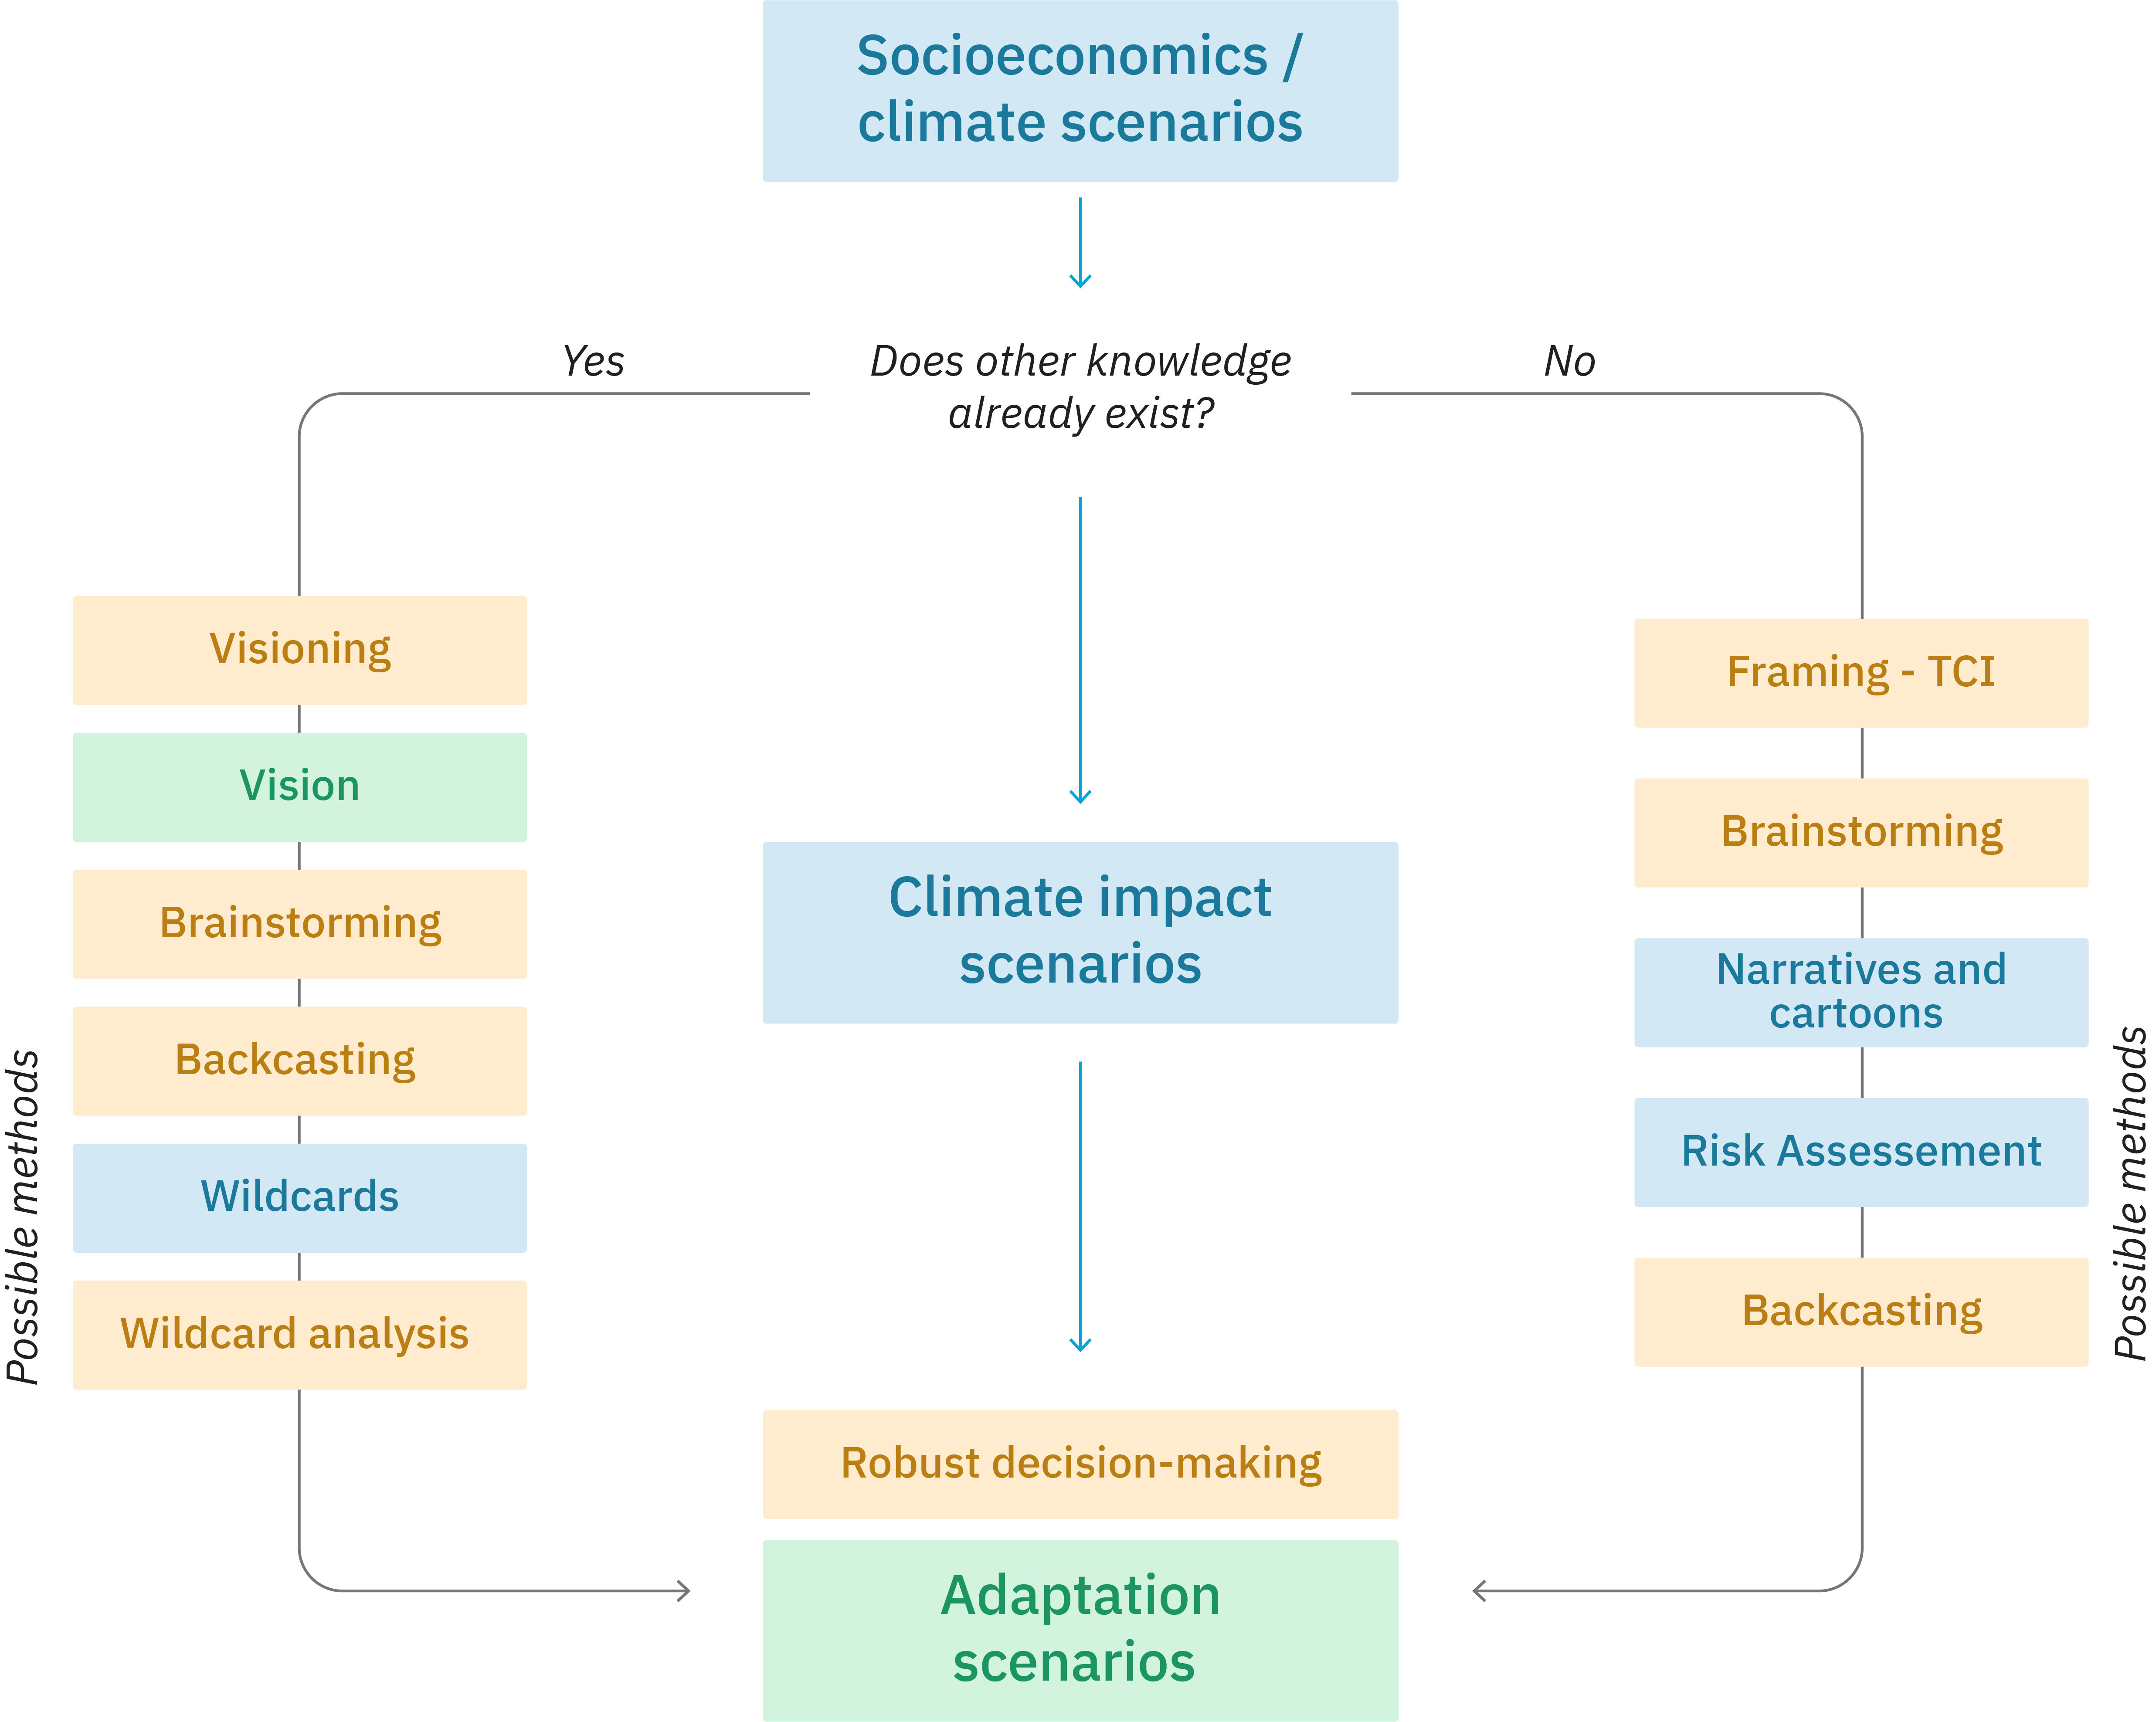 Socioeconomics /
climate scenarios
Yes
Does other knowledge
already exist?
No
Possible methods
Visioning
Vision
Brainstorming
Backcasting
Wildcards
Wildcard analysis
Climate impact
scenarios
Robust decision-making
Adaptation
scenarios
Framing - TCI
Brainstorming
Narratives and
cartoons
Risk Assessement
Backcasting
Possible methods